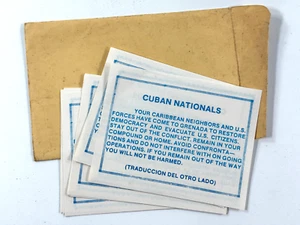 CUBAN NATIONALS
YOUR CARIBBEAN NEIGHBORS AND U.S.
FORCES HAVE COME TO GRENADA TO RESTORE
DEMOCRACY AND EVACUATE U.S. CITIZENS.
STAY OUT OF THE CONFLICT. REMAIN IN YOUR
COMPOUND OR HOME. AVOID CONFRONTA-
TIONS AND DO NOT INTERFERE WITH ON GOING
OPERATIONS. IF YOU REMAIN OUT OF THE WAY
YOU WILL NOT BE HARMED.
(TRADUCCION DEL OTRO LADO)